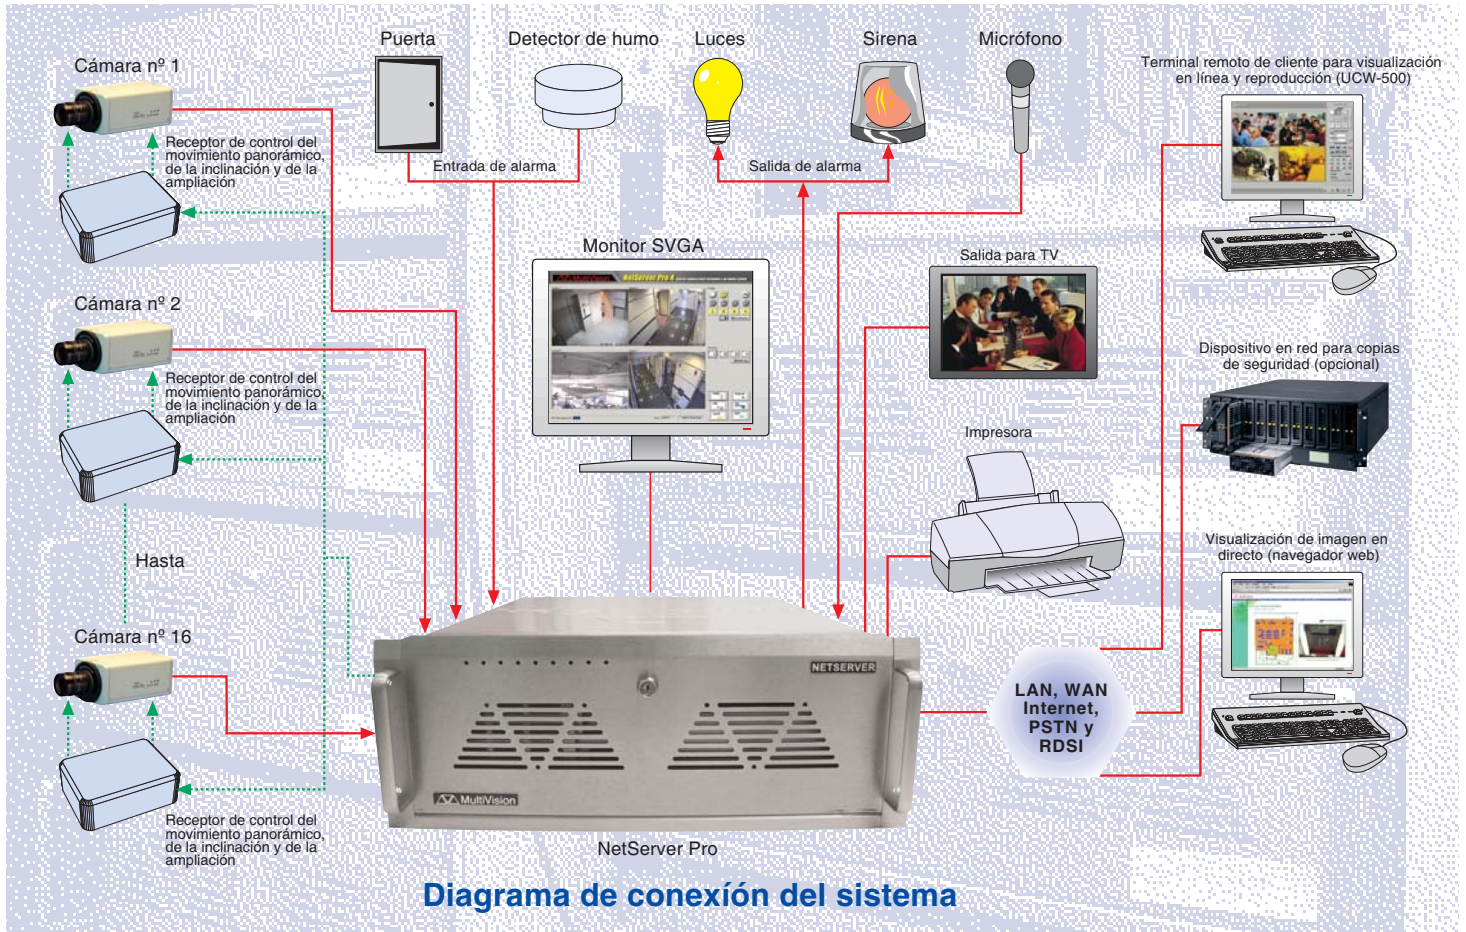 Puerta
Detector de humo
Luces
Sirena
Micrófono
Cámara nº 1
Terminal remoto de cliente para visualización
en línea y reproducción (UCW-500)
Receptor de control del
movimiento panorámico,
de la inclinación y de la
ampliación
Entrada de alarma
Salida de alarma
Monitor SVGA
MultiVision
NetServer Pro 4
Salida para TV
Cámara nº 2
Receptor de control del
movimiento panorámico,
de la inclinación y de la
ampliación
Dispositivo en red para copias
de seguridad (opcional)
Impresora
Hasta
Visualización de imagen en
directo (navegador web)
Cámara nº 16
NETSERVER
LAN, WAN
Internet,
PSTN y
RDSI
MultiVision
Receptor de control del
movimiento panorámico,
de la inclinación y de la
ampliación
NetServer Pro
Diagrama de conexíón del sistema